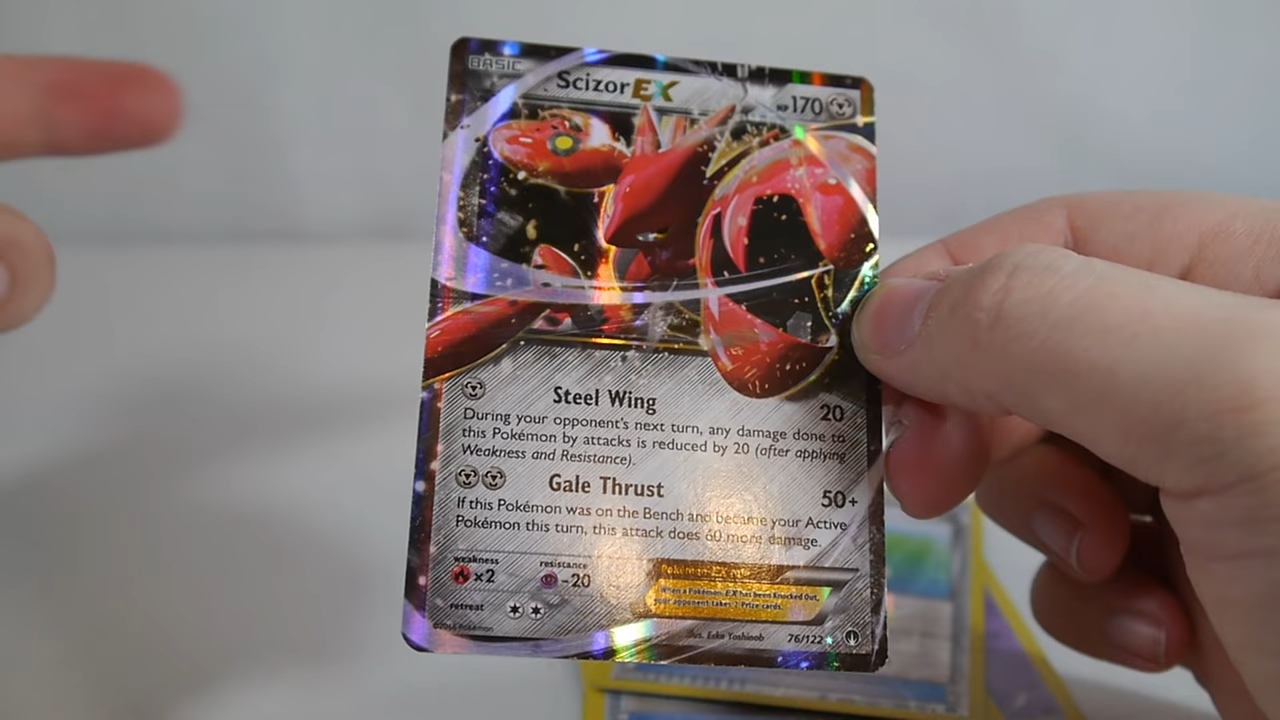 BASIC
ScizorEX
HP170
Steel Wing 20
During your opponent's next turn, any damage done to
this Pokémon by attacks is reduced by 20 (after applying
Weakness and Resistance).
Gale Thrust 50+
If this Pokémon was on the Bench and became your Active
Pokémon this turn, this attack does 60 more damage.
weakness resistance
×2 -20
Pokémon-EX rule
When a Pokémon-EX has been Knocked Out,
your opponent takes 2 Prize cards.
retreat
©2016 Pokémon
Illus. Eske Yoshinob
76/122